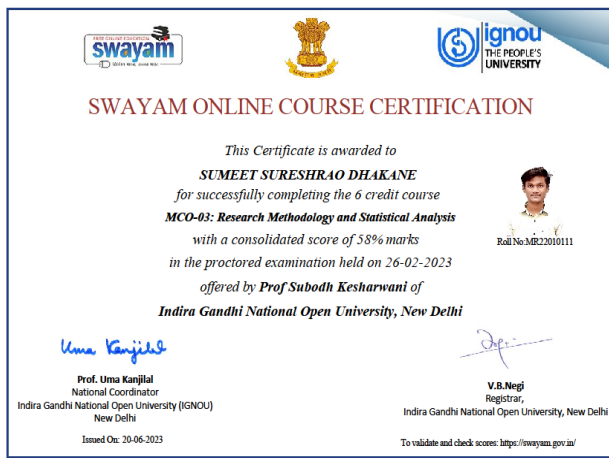 FREE ONLINE EDUCATION
swayam
ignou
THE PEOPLE'S
UNIVERSITY
SWAYAM ONLINE COURSE CERTIFICATION
This Certificate is awarded to
SUMEET SURESHRAO DHAKANE
for successfully completing the 6 credit course
MCO-03: Research Methodology and Statistical Analysis
with a consolidated score of 58% marks
Roll No:MR22010111
in the proctored examination held on 26-02-2023
offered by Prof Subodh Kesharwani of
Indira Gandhi National Open University, New Delhi
Uma Kanjilal
Prof. Uma Kanjilal
National Coordinator
Indira Gandhi National Open University (IGNOU)
New Delhi
Issued On: 20-06-2023
V.B.Negi
Registrar,
Indira Gandhi National Open University, New Delhi
To validate and check scores: https://swayam.gov.in/